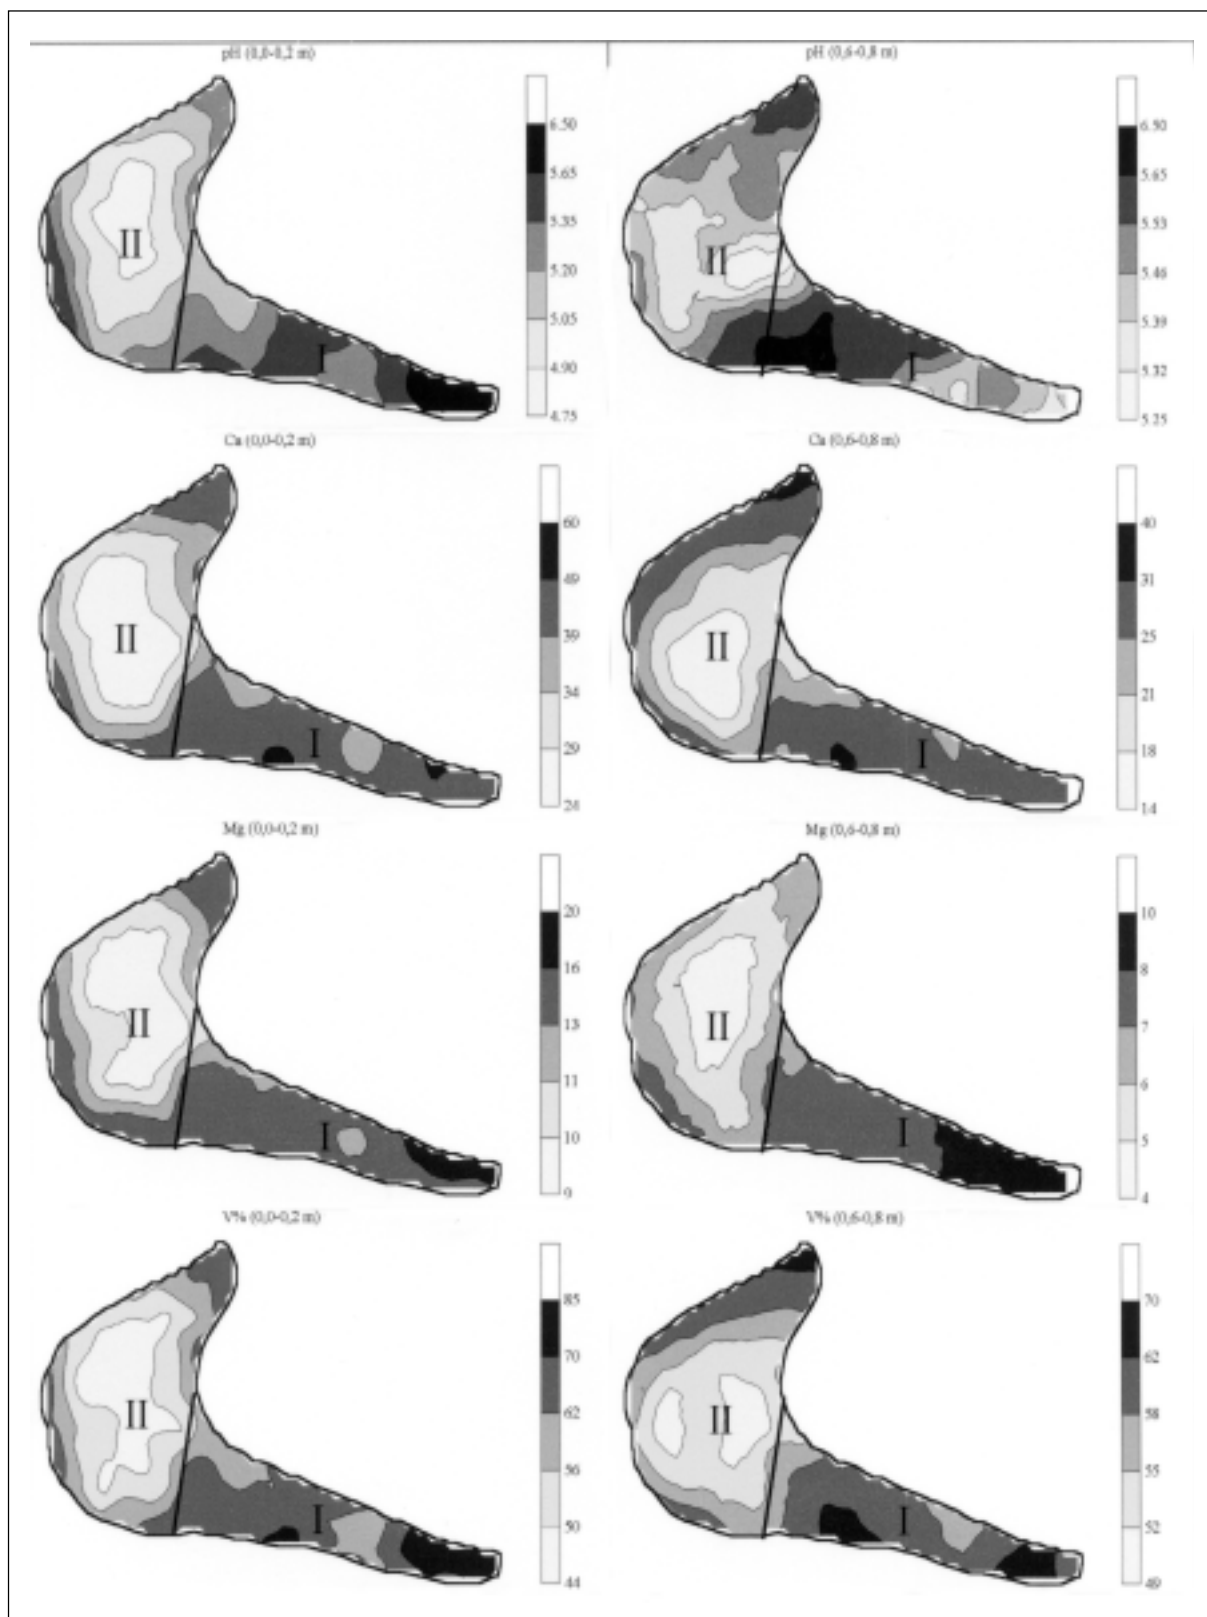 pH (0,0-0,2 m)
6.50
5.65
5.35
5.20
5.05
4.90
4.75
II
I
pH (0,6-0,8 m)
6.50
5.65
5.53
5.46
5.39
5.32
5.25
II
I
Ca (0,0-0,2 m)
60
49
39
34
29
24
II
I
Ca (0,6-0,8 m)
40
31
25
21
18
14
II
I
Mg (0,0-0,2 m)
20
16
13
11
10
9
II
I
Mg (0,6-0,8 m)
10
8
7
6
5
4
II
I
V% (0,0-0,2 m)
85
70
62
56
50
44
II
I
V% (0,6-0,8 m)
70
62
58
55
52
49
II
I